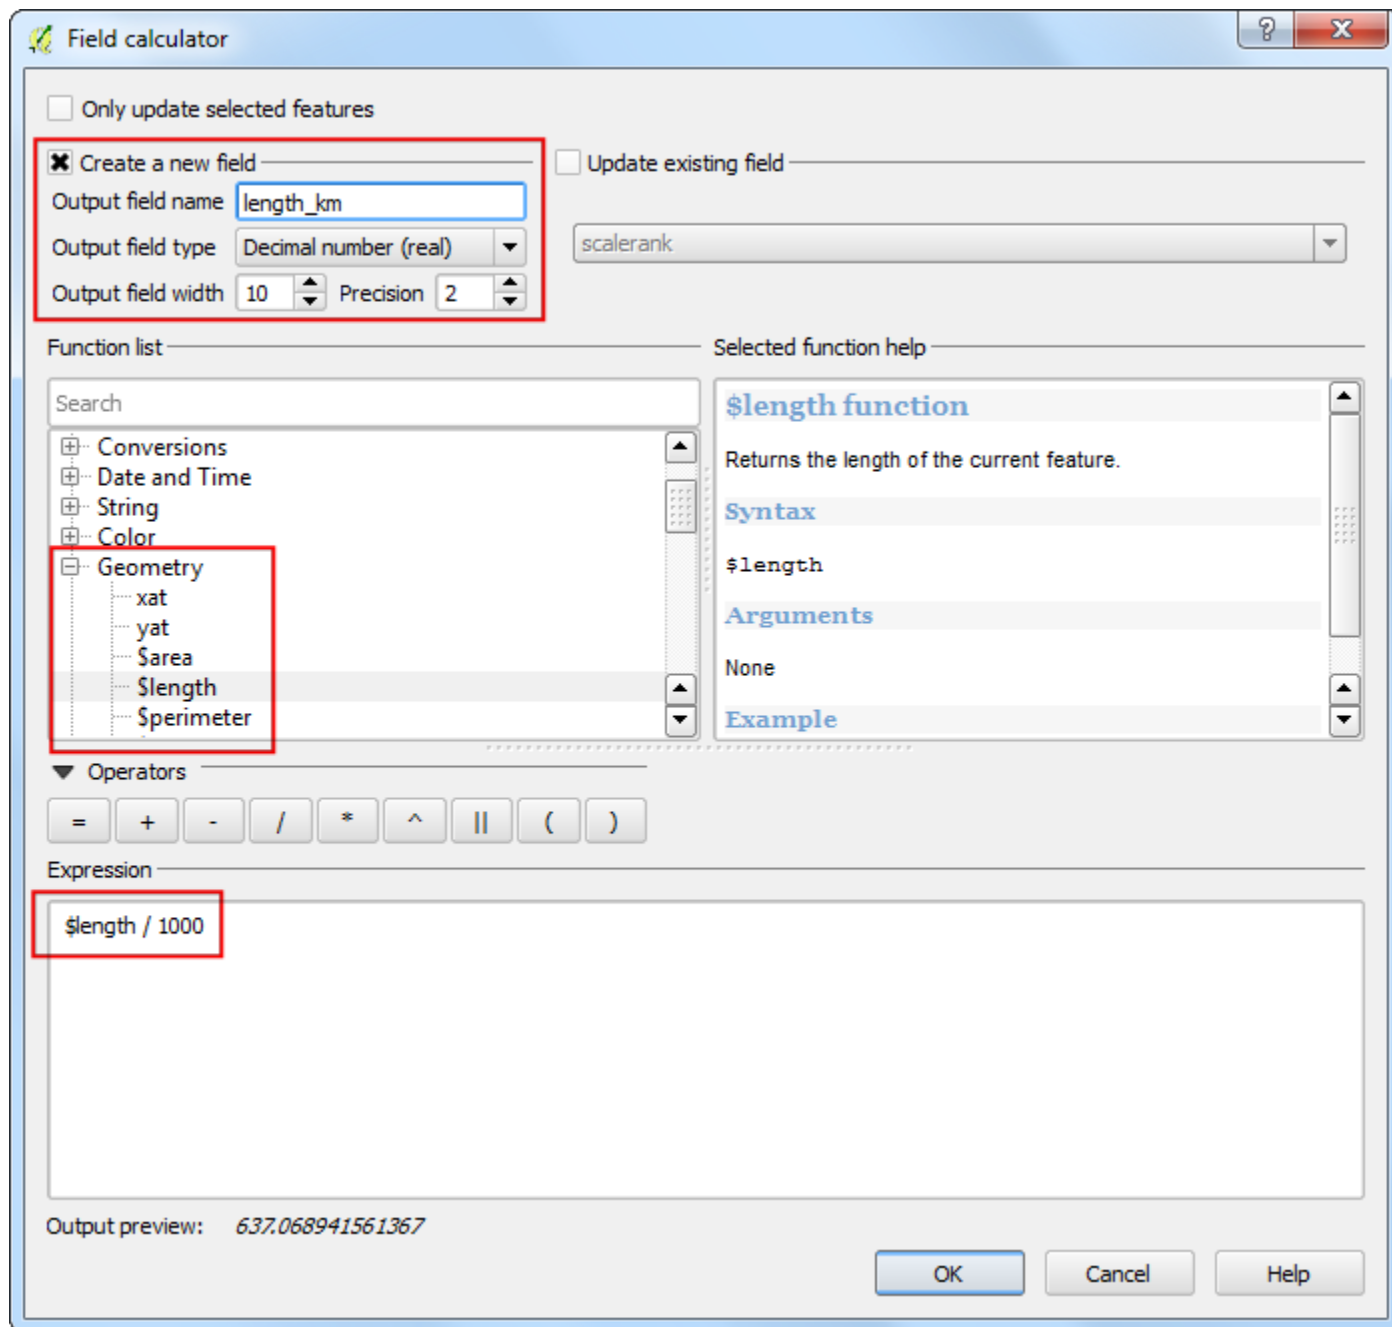 Field calculator
Only update selected features
Create a new field
Update existing field
Output field name length_km
Output field type Decimal number (real)
scalerank
Output field width 10 Precision 2
Function list
Selected function help
Search
Conversions
Date and Time
String
Color
Geometry
xat
yat
$area
$length
$perimeter
$length function
Returns the length of the current feature.
Syntax
$length
Arguments
None
Example
Operators
= + - / * ^ || ( )
Expression
$length / 1000
Output preview: 637.068941561367
OK Cancel Help